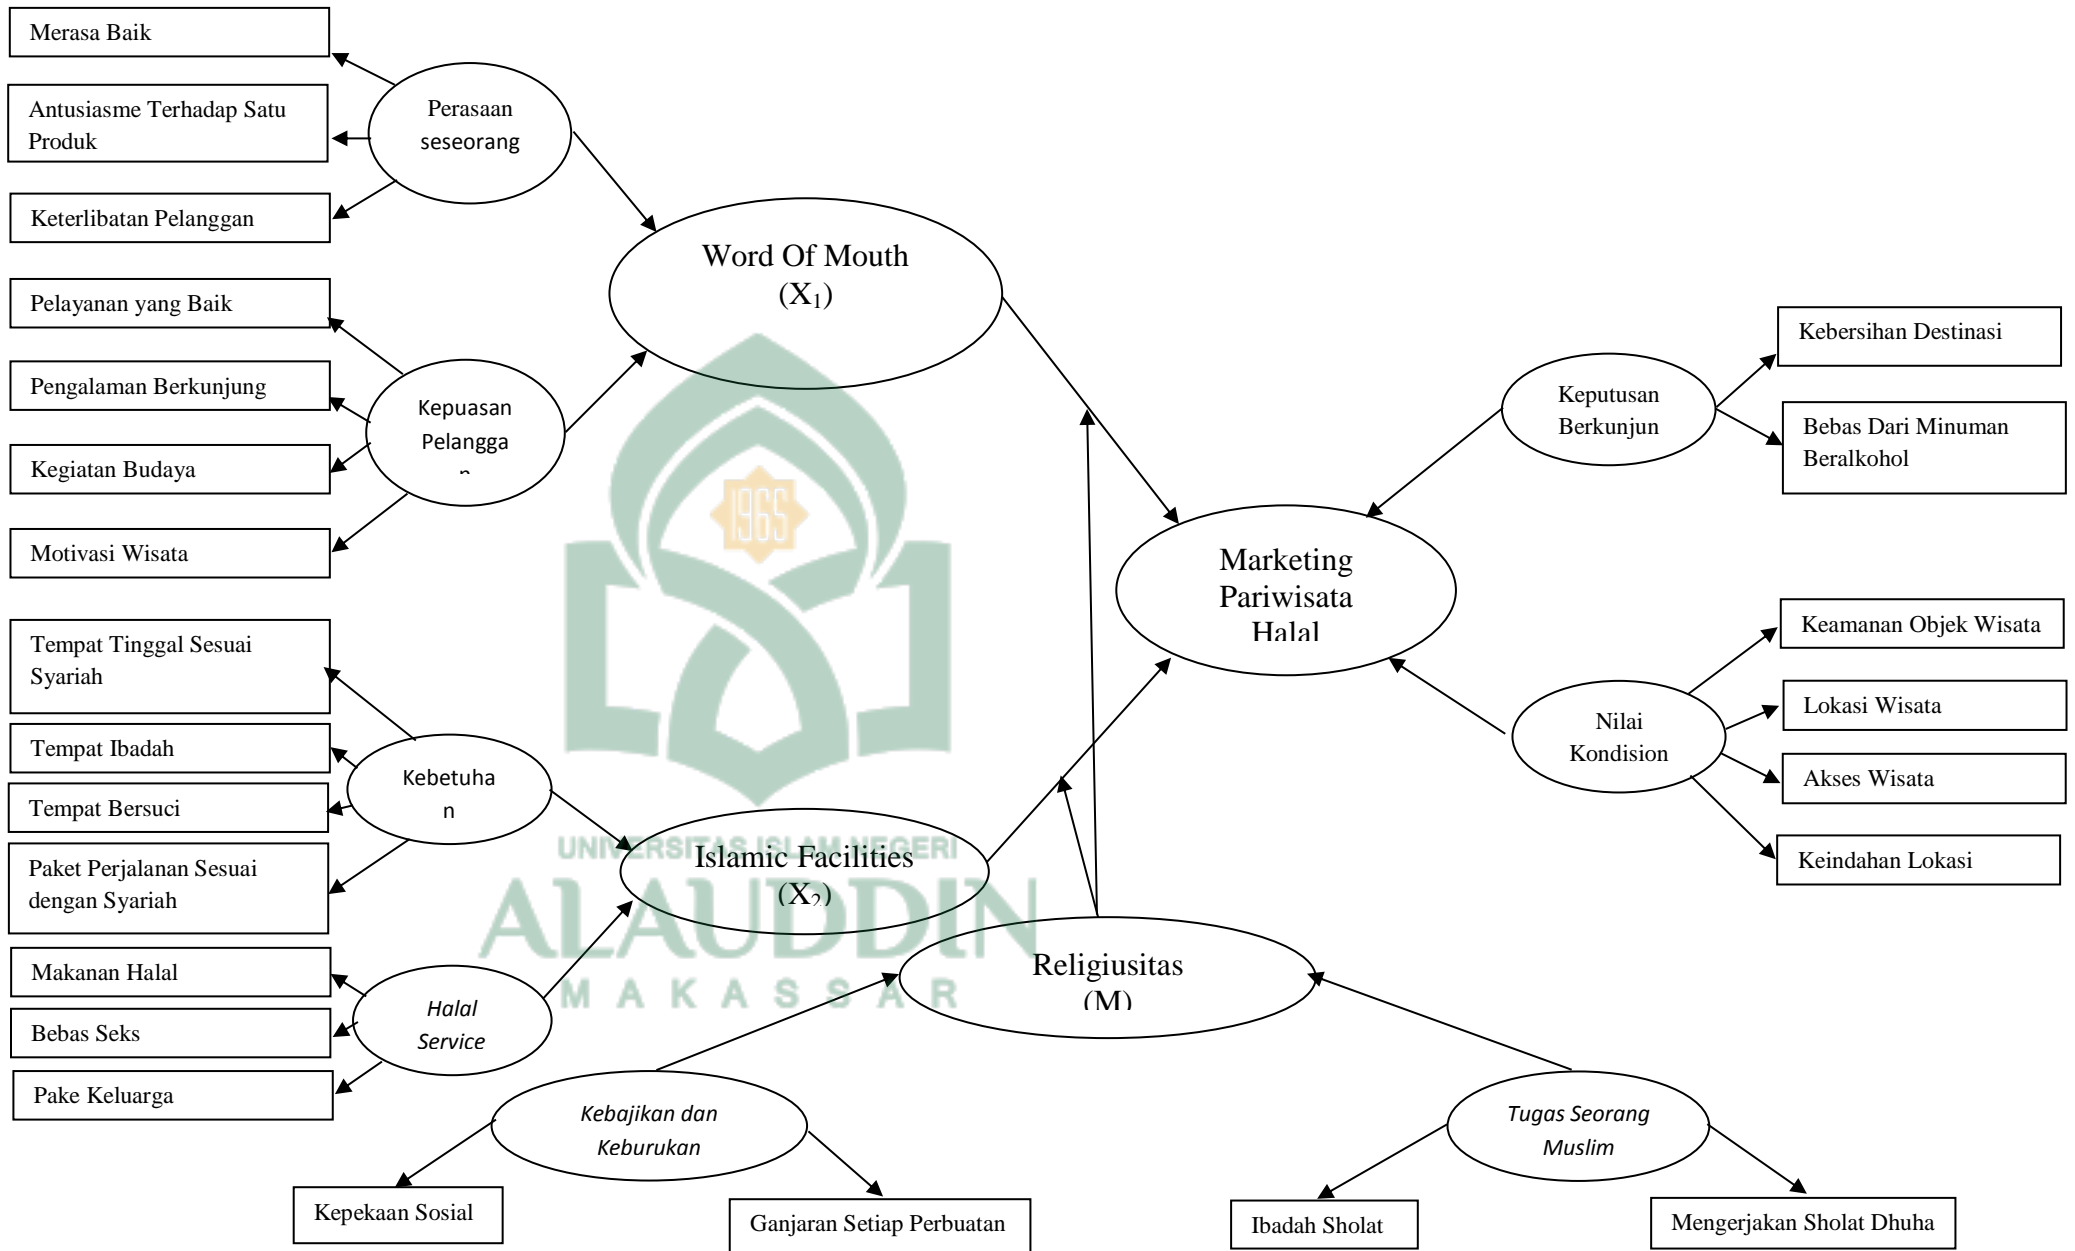 Merasa Baik
Antusiasme Terhadap Satu
Produk
Keterlibatan Pelanggan
Perasaan
seseorang
Pelayanan yang Baik
Pengalaman Berkunjung
Kegiatan Budaya
Motivasi Wisata
Kepuasan
Pelangga
n
Word Of Mouth
(X₁)
Tempat Tinggal Sesuai
Syariah
Tempat Ibadah
Tempat Bersuci
Paket Perjalanan Sesuai
dengan Syariah
Kebetuha
n
Makanan Halal
Bebas Seks
Pake Keluarga
Halal
Service
Islamic Facilities
(X₂)
1965
UNIVERSITAS ISLAM NEGERI
ALAUDDIN
MAKASSAR
Marketing
Pariwisata
Halal
Keputusan
Berkunjun
Kebersihan Destinasi
Bebas Dari Minuman
Beralkohol
Nilai
Kondision
Keamanan Objek Wisata
Lokasi Wisata
Akses Wisata
Keindahan Lokasi
Religiusitas
(M)
Kebajikan dan
Keburukan
Kepekaan Sosial
Ganjaran Setiap Perbuatan
Tugas Seorang
Muslim
Ibadah Sholat
Mengerjakan Sholat Dhuha